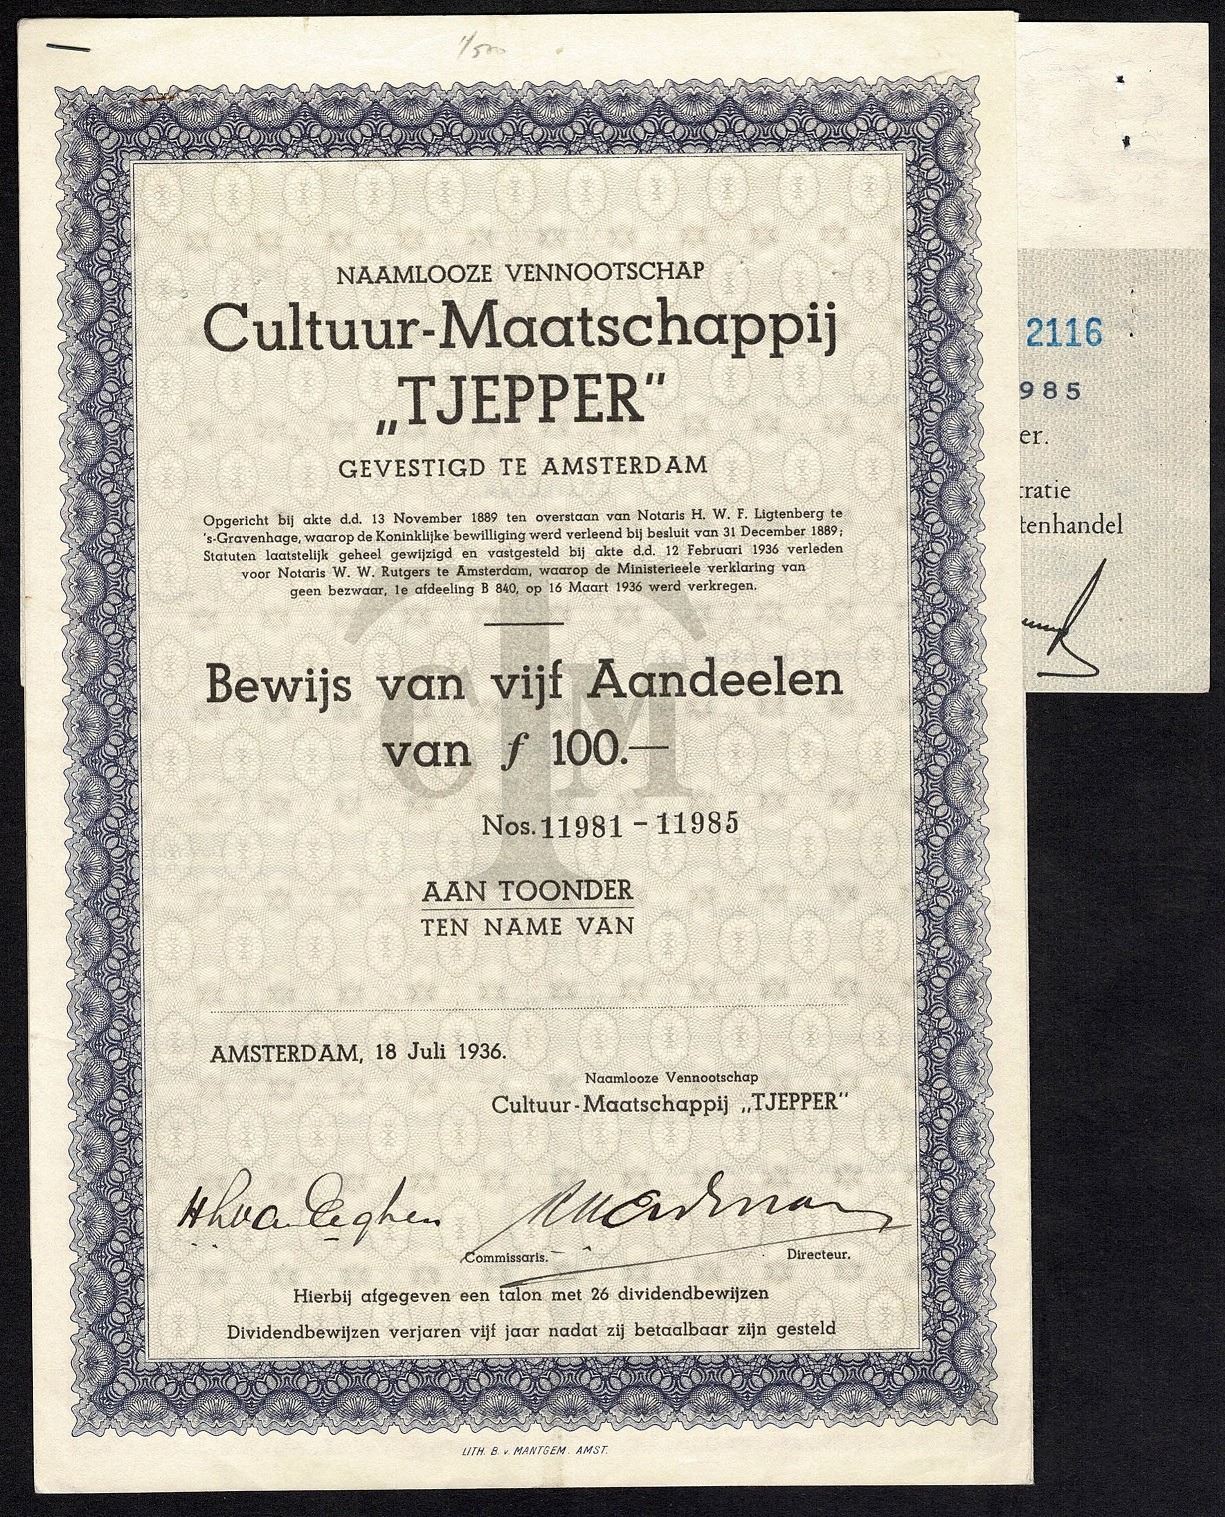 NAAMLOOZE VENNOOTSCHAP
Cultuur-Maatschappij
„TJEPPER"
GEVESTIGD TE AMSTERDAM
Opgericht bij akte d.d. 13 November 1889 ten overstaan van Notaris H. W. F. Ligtenberg te
's-Gravenhage, waarop de Koninklijke bewilliging werd verleend bij besluit van 31 December 1889;
Statuten laatstelijk geheel gewijzigd en vastgesteld bij akte d.d. 12 Februari 1936 verleden
voor Notaris W. W. Rutgers te Amsterdam, waarop de Ministerieele verklaring van
geen bezwaar, 1e afdeeling B 840, op 16 Maart 1936 werd verkregen.
CTM
Bewijs van vijf Aandeelen
van f 100.—
Nos. 11981 - 11985
AAN TOONDER
TEN NAME VAN
AMSTERDAM, 18 Juli 1936.
Naamlooze Vennootschap
Cultuur-Maatschappij „TJEPPER"
Commissaris.
Directeur.
Hierbij afgegeven een talon met 26 dividendbewijzen
Dividendbewijzen verjaren vijf jaar nadat zij betaalbaar zijn gesteld
LITH. B. v. MANTGEM. AMST.
2116
985
er.
tratie
tenhandel